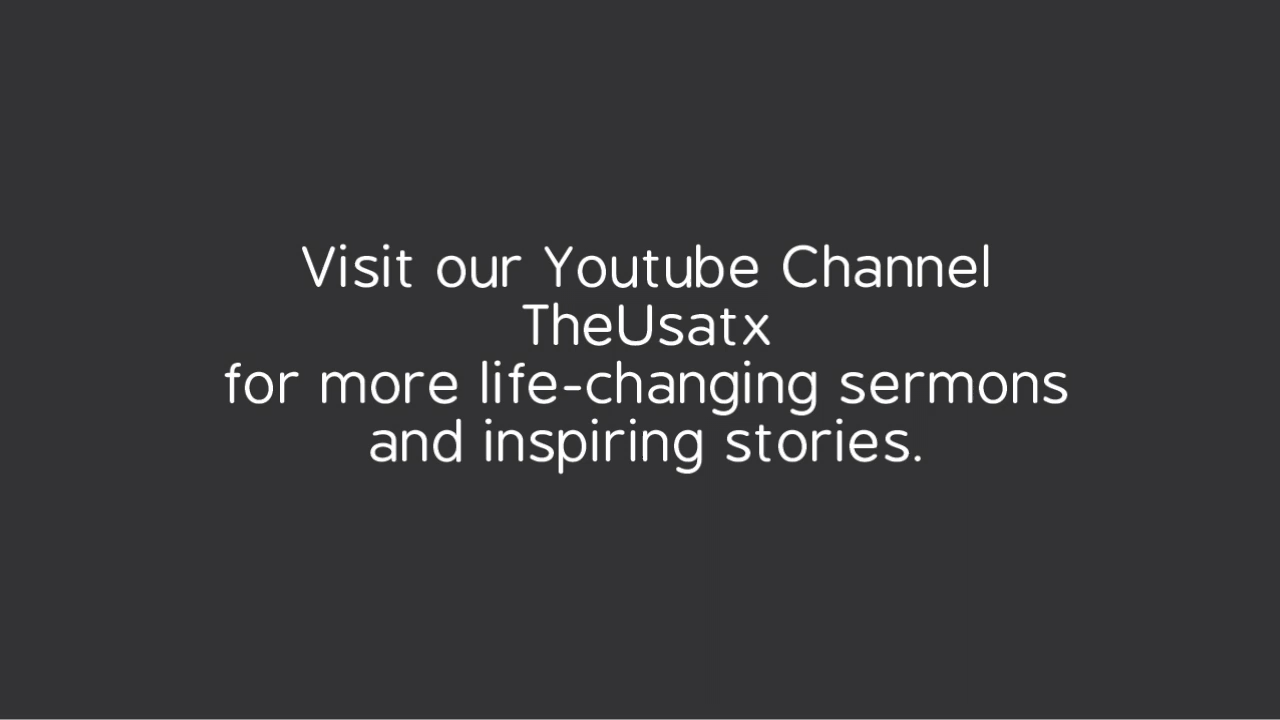 Visit our Youtube Channel
TheUsatx
for more life-changing sermons
and inspiring stories.